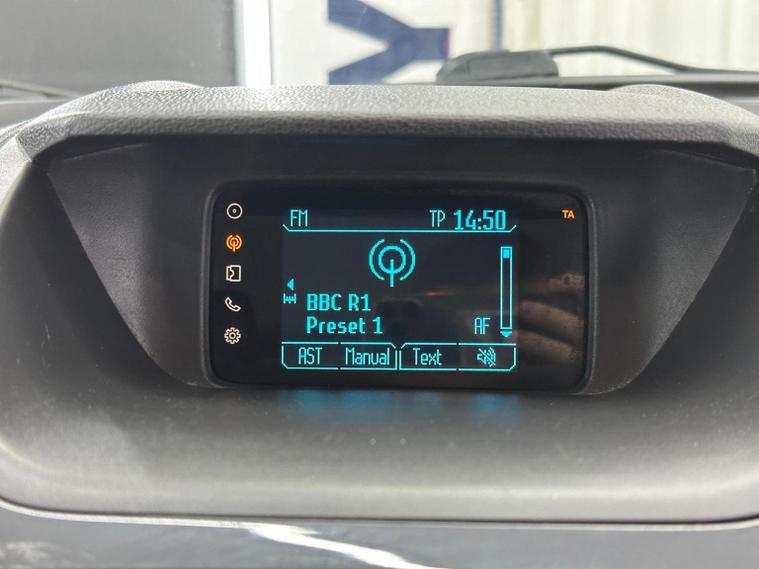 FM TP 14:50 TA
BBC R1
Preset 1 AF
AST Manual Text